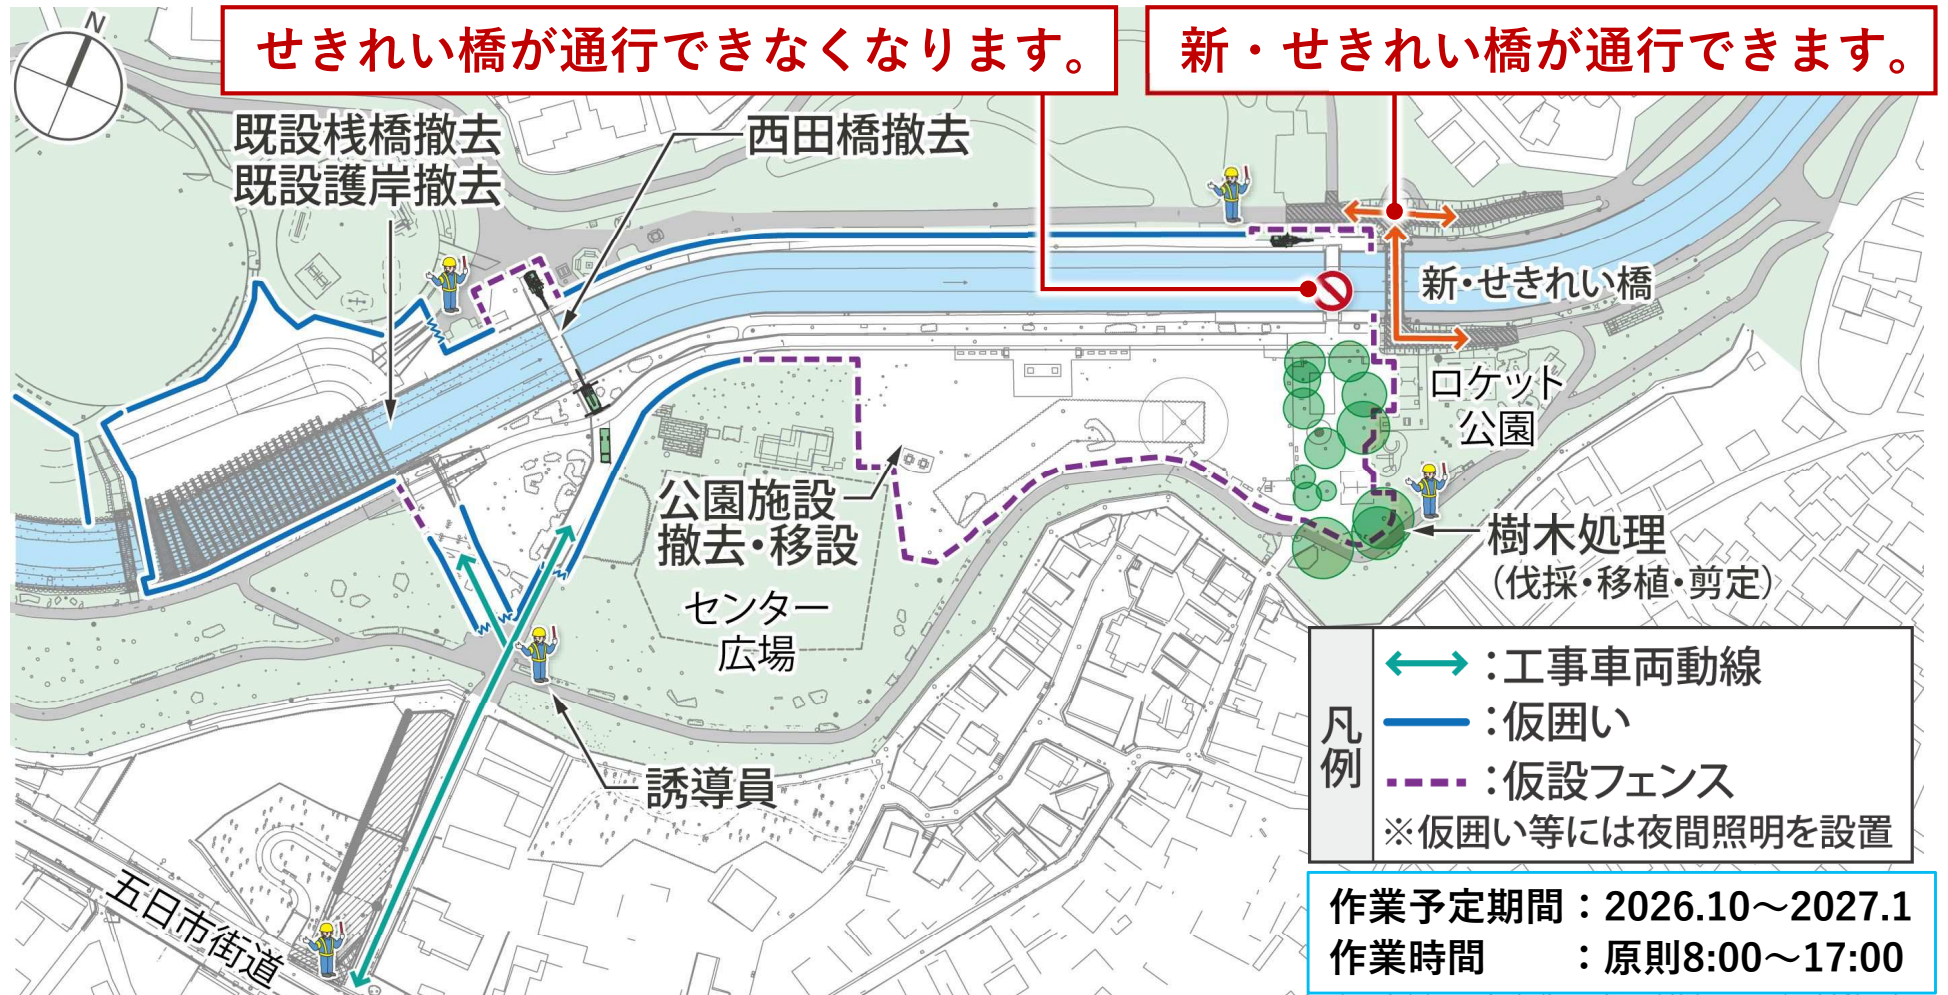 N
せきれい橋が通行できなくなります。
新・せきれい橋が通行できます。
既設桟橋撤去
既設護岸撤去
西田橋撤去
新・せきれい橋
ロケット
公園
公園施設
撤去・移設
樹木処理
（伐採・移植・剪定）
センター
広場
誘導員
五日市街道
凡例
：工事車両動線
：仮囲い
：仮設フェンス
※仮囲い等には夜間照明を設置
作業予定期間：2026.10～2027.1
作業時間　　：原則8:00～17:00